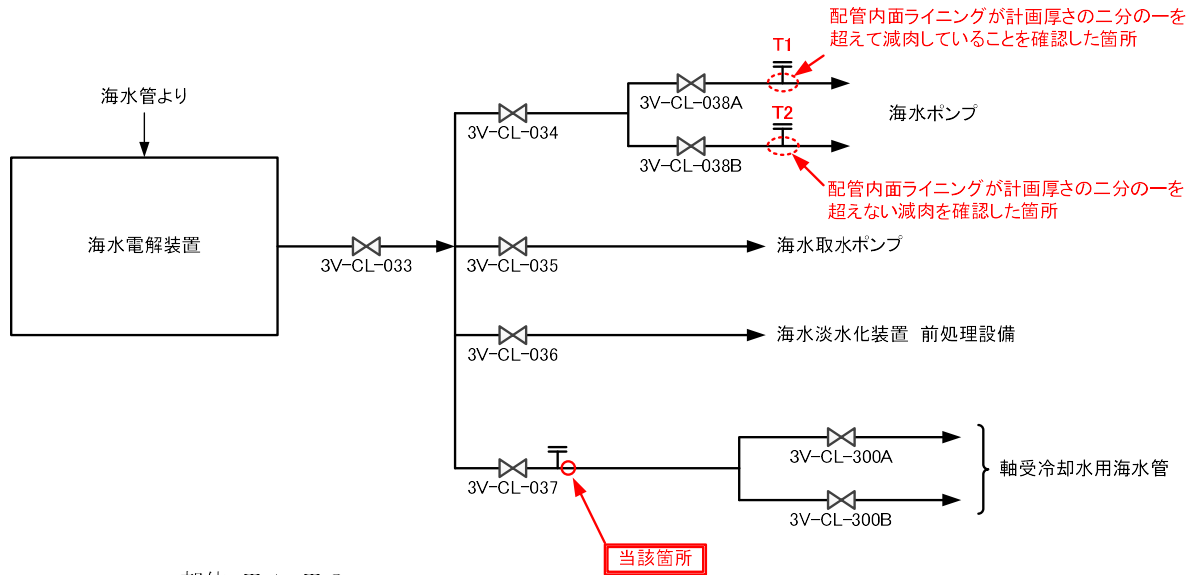 配管内面ライニングが計画厚さの二分の一を
超えて減肉していることを確認した箇所
T1
海水管より
3V-CL-038A
海水ポンプ
3V-CL-034
T2
3V-CL-038B
配管内面ライニングが計画厚さの二分の一を
超えない減肉を確認した箇所
海水電解装置
3V-CL-033
3V-CL-035
海水取水ポンプ
3V-CL-036
海水淡水化装置 前処理設備
3V-CL-037
3V-CL-300A
軸受冷却水用海水管
3V-CL-300B
当該箇所